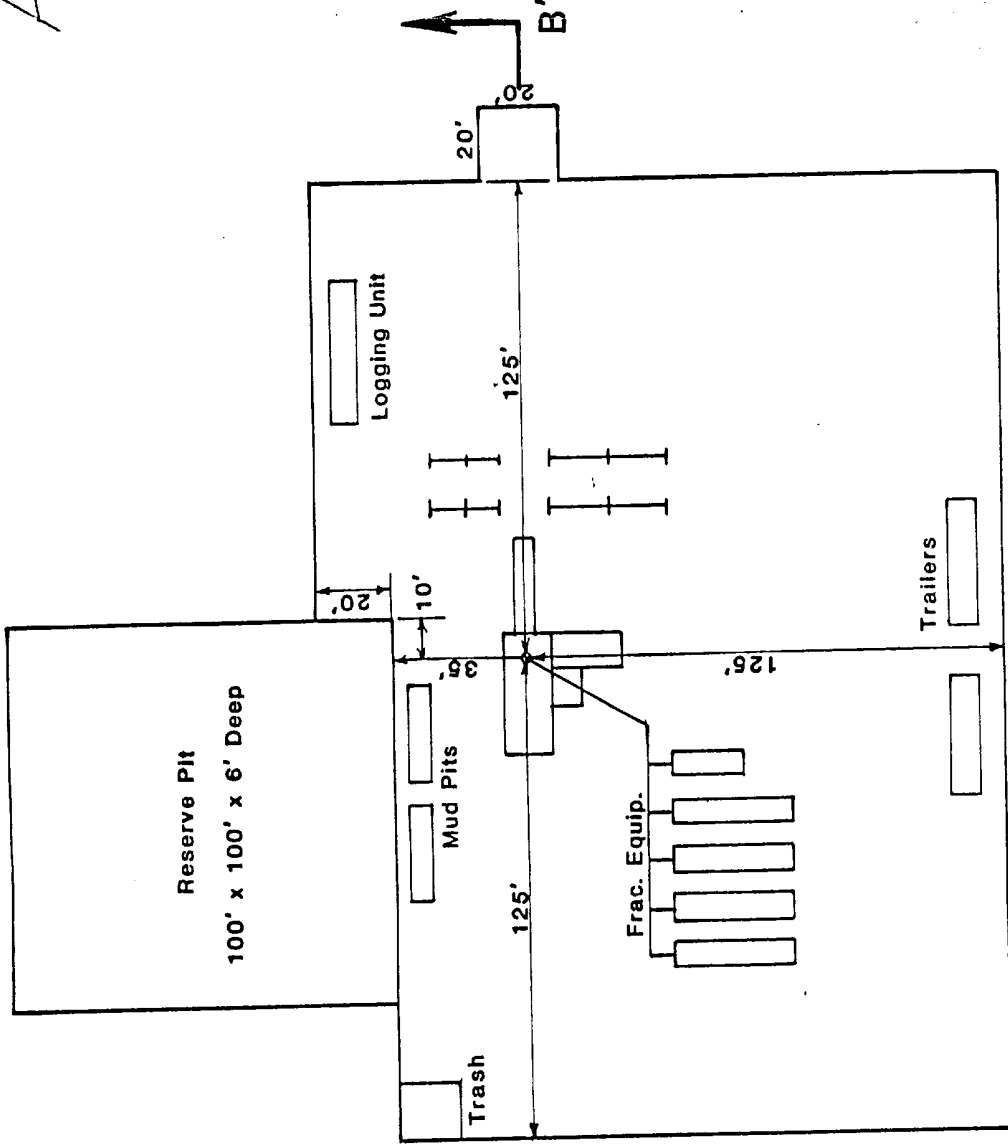 B'
20'
20'
Logging Unit
125'
20'
10'
35'
Reserve Pit
100' x 100' x 6' Deep
Mud Pits
125'
125'
Trailers
Frac. Equip.
Trash